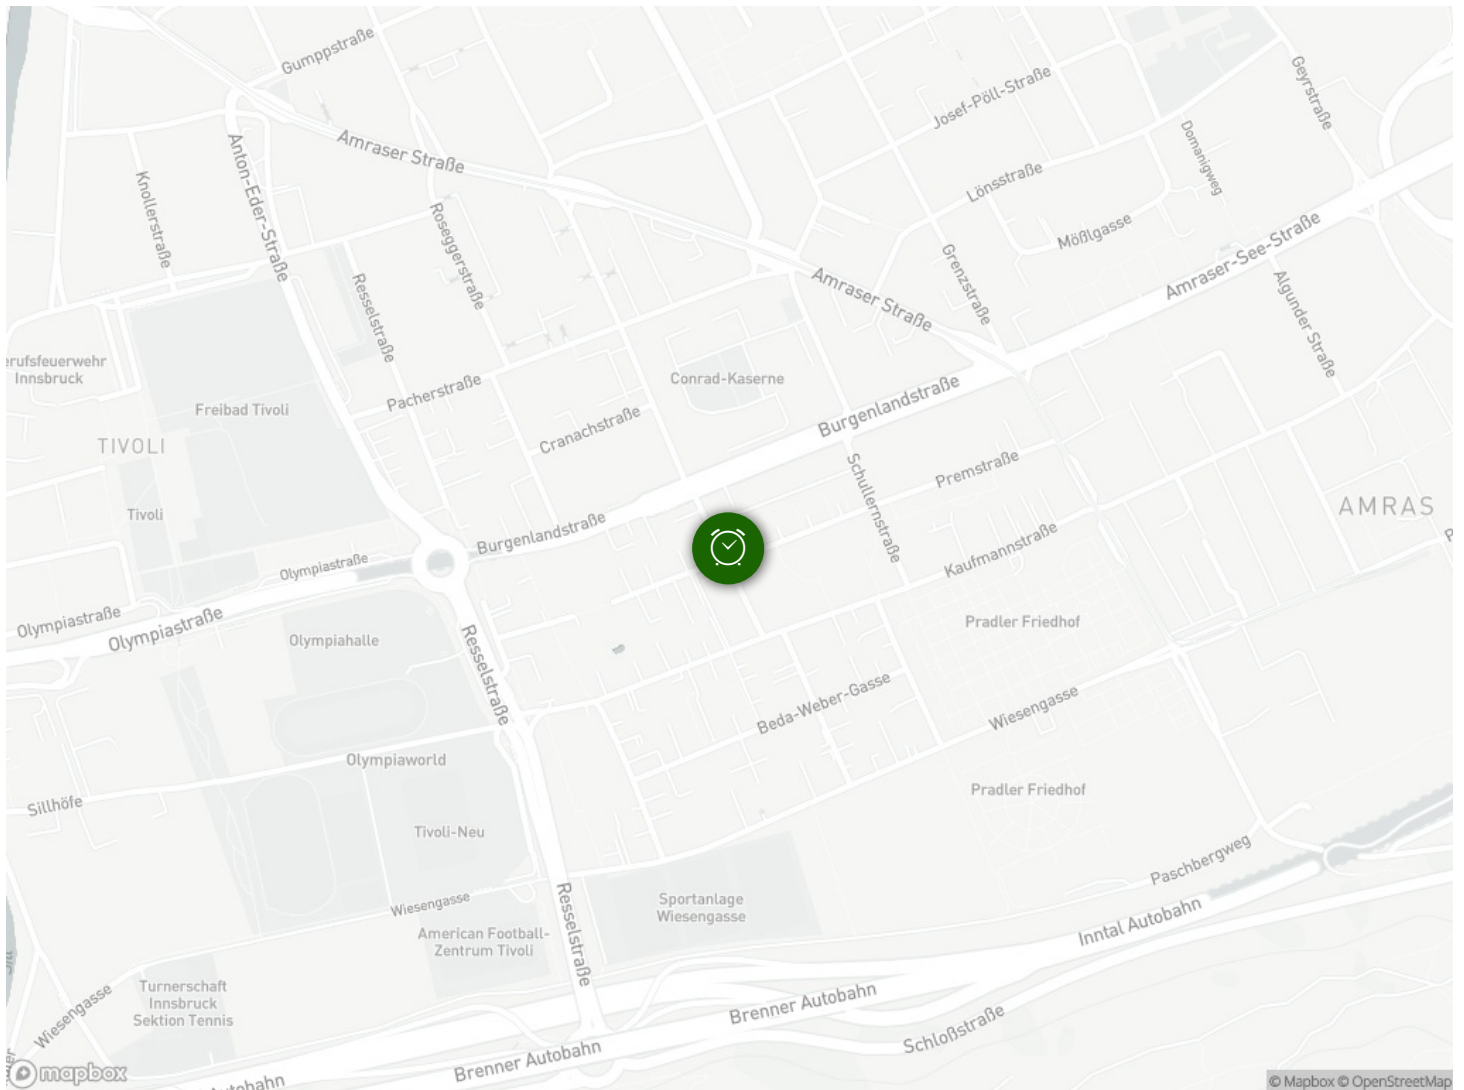 Gumppstraße
Geyrstraße
Josef-Pöll-Straße
Amraser Straße
Domanigweg
Anton-Eder-Straße
Knollerstraße
Lönsstraße
Roseggerstraße
Mößlgasse
Amraser-See-Straße
Grenzstraße
Resselstraße
Amraser Straße
Algunder Straße
erufsfeuerwehr
Innsbruck
Conrad-Kaserne
Pacherstraße
Freibad Tivoli
Burgenlandstraße
Cranachstraße
TIVOLI
Premstraße
Schullernstraße
AMRAS
Tivoli
Burgenlandstraße
Kaufmannstraße
Olympiastraße
Olympiastraße
Olympiastraße
Pradler Friedhof
Olympiahalle
Resselstraße
Beda-Weber-Gasse
Wiesengasse
Olympiaworld
Pradler Friedhof
Sillhöfe
Tivoli-Neu
Paschbergweg
Wiesengasse
Sportanlage
Wiesengasse
Inntal Autobahn
Resselstraße
American Football-
Zentrum Tivoli
Sill
Turnerschaft
Innsbruck
Sektion Tennis
Wiesengasse
Brenner Autobahn
Schloßstraße
Brenner Autobahn
mapbox
© Mapbox © OpenStreetMap